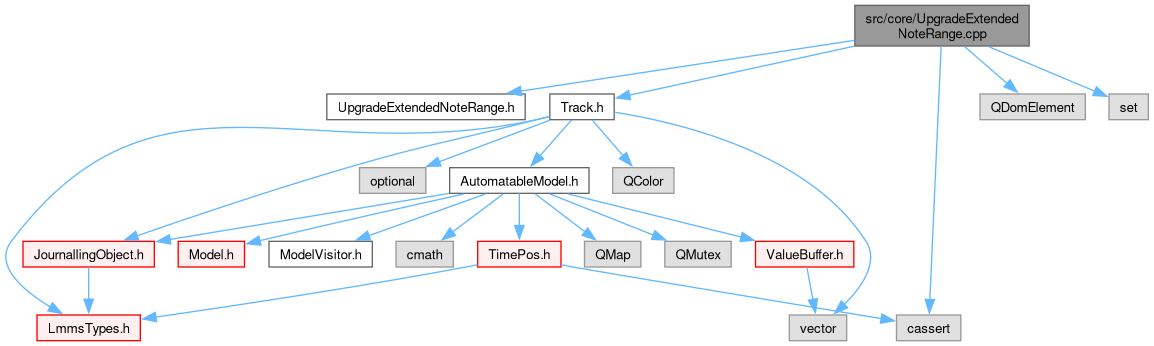 src/core/UpgradeExtended
NoteRange.cpp
UpgradeExtendedNoteRange.h
Track.h
QDomElement
set
optional
AutomatableModel.h
QColor
JournallingObject.h
Model.h
ModelVisitor.h
cmath
TimePos.h
QMap
QMutex
ValueBuffer.h
LmmsTypes.h
vector
cassert